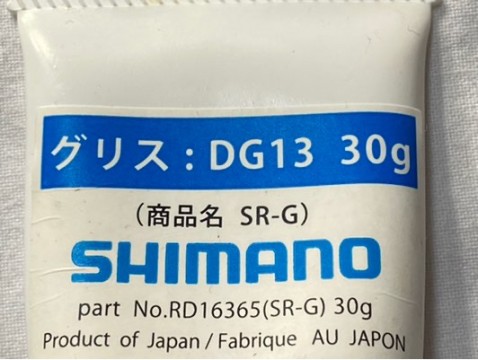 グリス : DG13 30g
(商品名 SR-G)
SHIMANO
part No.RD16365(SR-G) 30g
Product of Japan / Fabrique AU JAPON